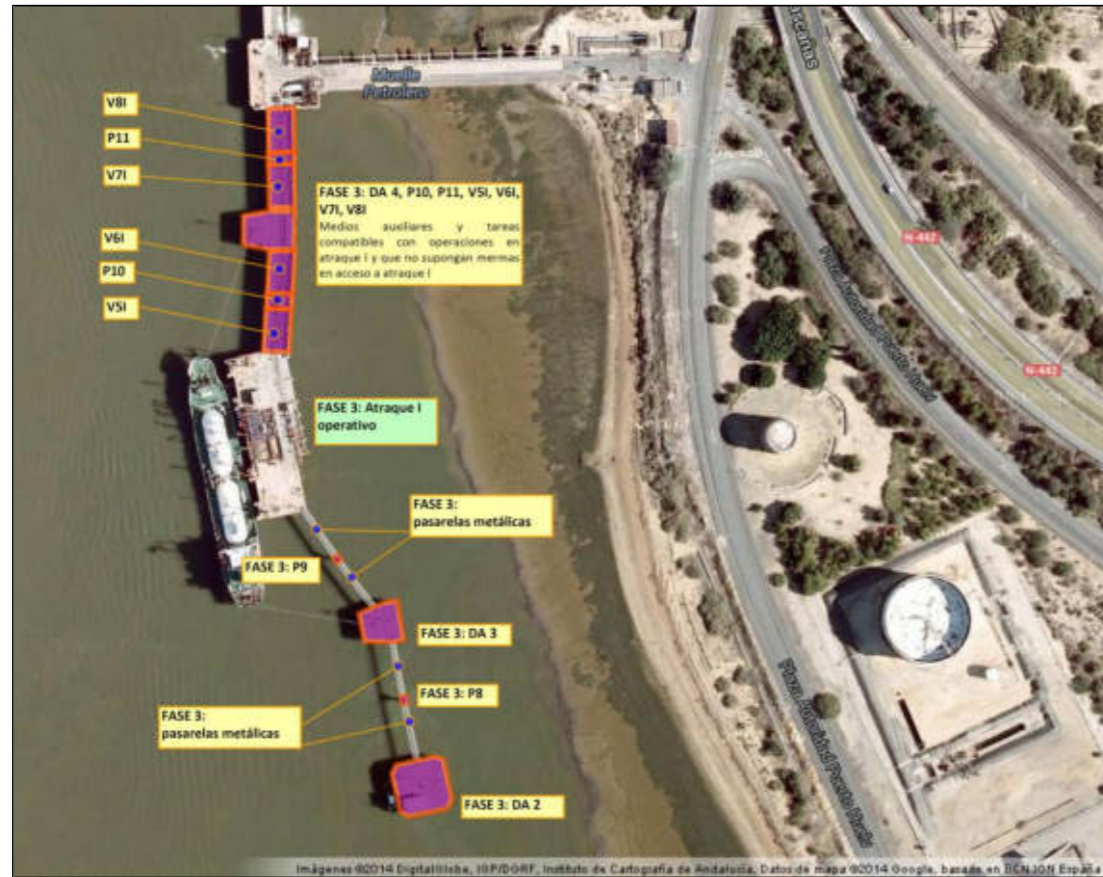 Muelle
Petrolero
V8I
P11
V7I
V6I
P10
V5I
FASE 3: DA 4, P10, P11, V5I, V6I,
V7I, V8I
Medios auxiliares y tareas
compatibles con operaciones en
atraque I y que no supongan mermas
en acceso a atraque I
N-442
N-442
FASE 3: Atraque I
operativo
FASE 3:
pasarelas metálicas
FASE 3: P9
FASE 3: DA 3
FASE 3: P8
FASE 3:
pasarelas metálicas
FASE 3: DA 2
Imágenes ©2014 DigitalGlobe, IGP/DGRF, Instituto de Cartografía de Andalucía, Datos de mapa ©2014 Google, basado en BCN IGN España